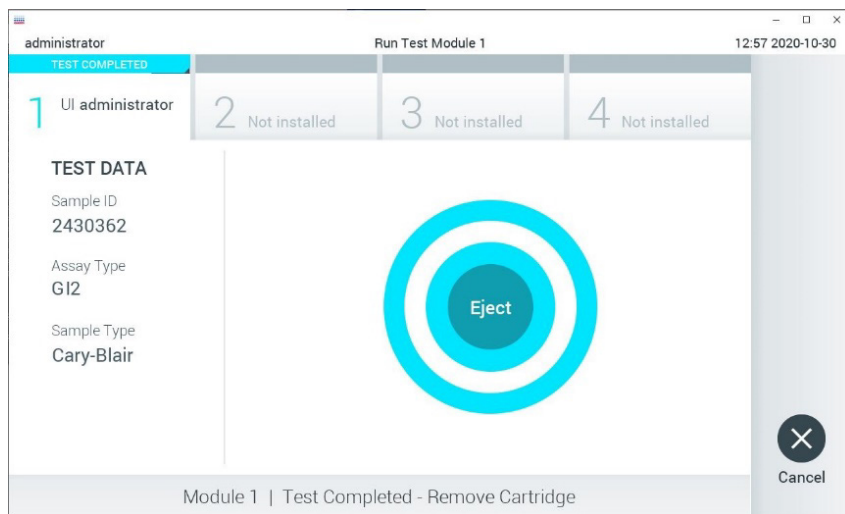 administrator Run Test Module 1 12:57 2020-10-30
TEST COMPLETED
1 UI administrator 2 Not installed 3 Not installed 4 Not installed
TEST DATA
Sample ID
2430362
Assay Type
GI2
Sample Type
Cary-Blair
Eject
Cancel
Module 1 | Test Completed - Remove Cartridge